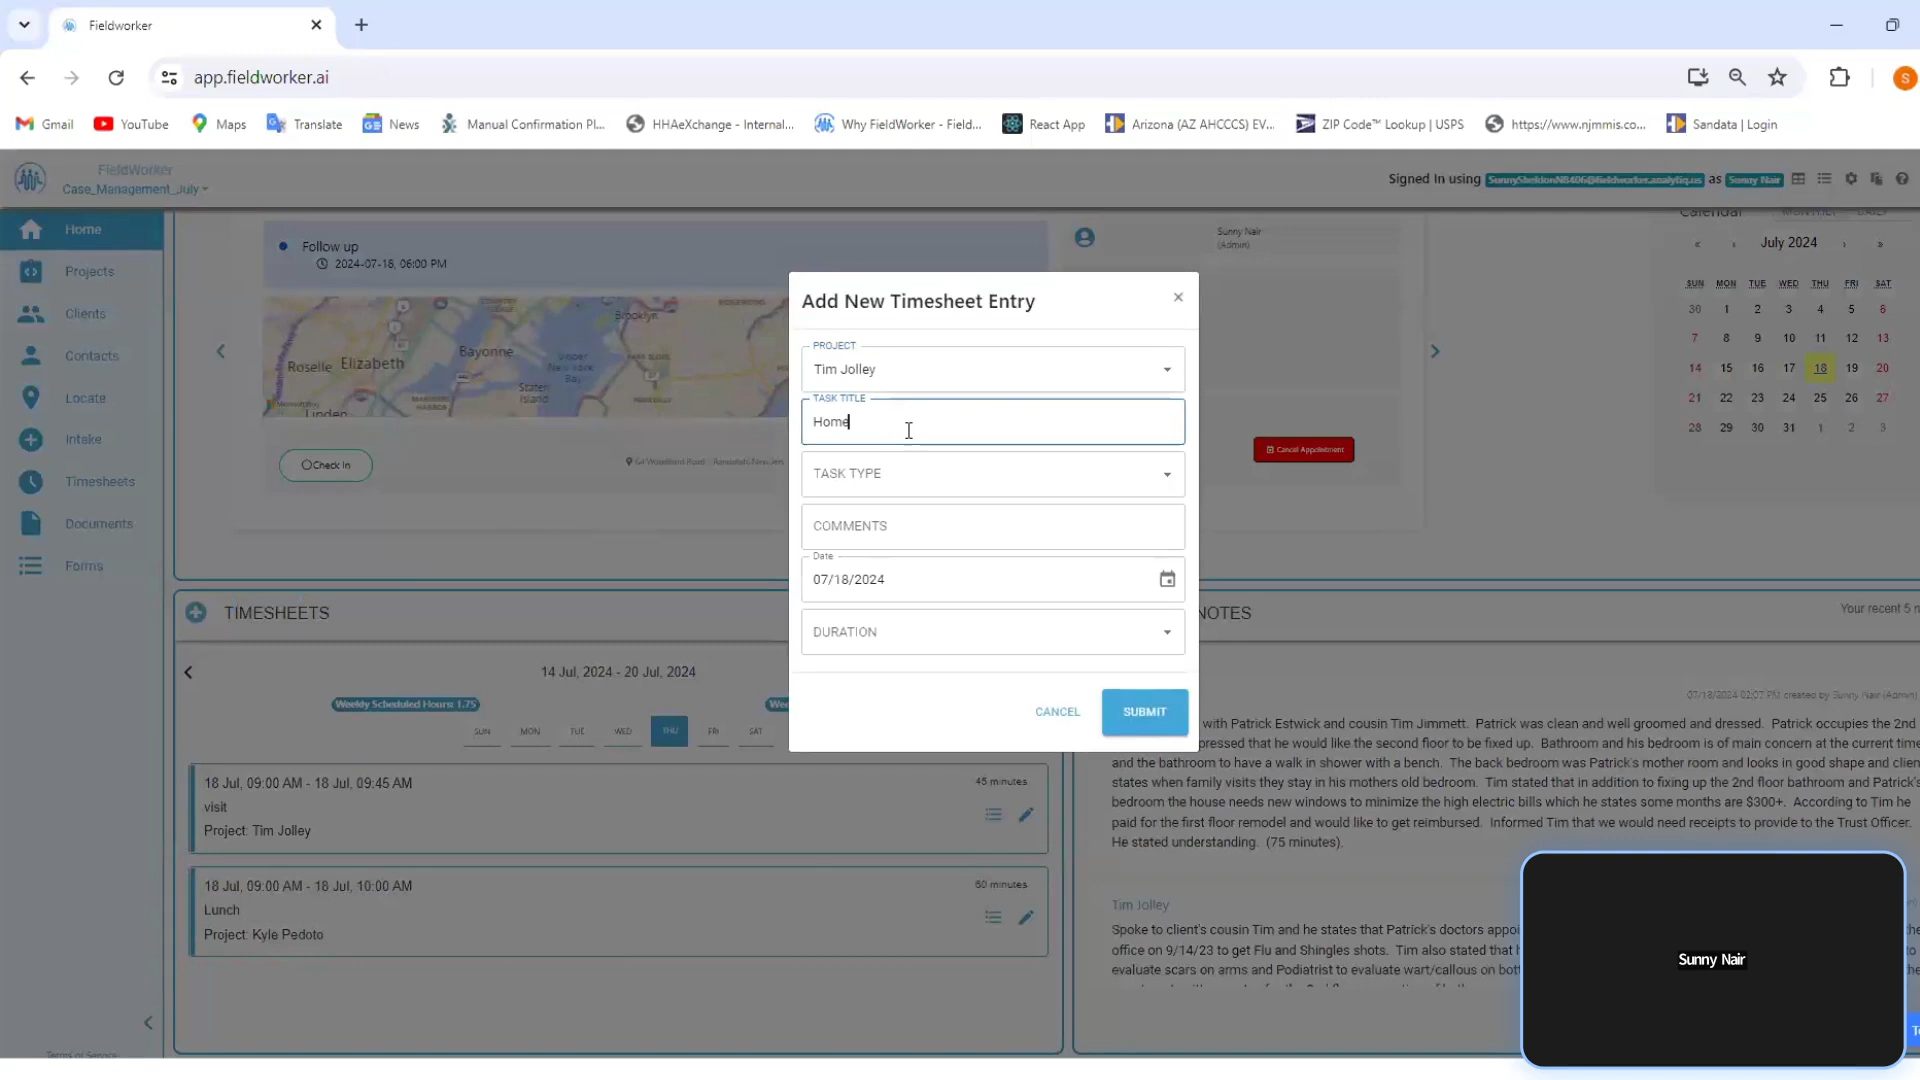 Fieldworker
app.fieldworker.ai
Gmail
YouTube
Maps
Translate
News
Manual Confirmation Pl...
HHAeXchange - Internal...
Why FieldWorker - Field...
React App
Arizona (AZ AHCCCS) EV...
ZIP Code™ Lookup | USPS
https://www.njmmis.co...
Sandata | Login
FieldWorker
Case_Management_July
Signed In using SunnySheldonN8406@fieldworker.analytiq.us as Sunny Nair
Home
Projects
Clients
Contacts
Locate
Intake
Timesheets
Documents
Forms
Follow up
2024-07-18, 06:00 PM
Roselle
Elizabeth
Bayonne
Brooklyn
Staten
Island
Linden
Check In
Sunny Nair
(Admin)
Cancel Appointment
Calendar
MONTHLY
DAILY
« ‹ July 2024 › »
SUN MON TUE WED THU FRI SAT
30 1 2 3 4 5 6
7 8 9 10 11 12 13
14 15 16 17 18 19 20
21 22 23 24 25 26 27
28 29 30 31 1 2 3
Add New Timesheet Entry
×
PROJECT
Tim Jolley
TASK TITLE
Home
TASK TYPE
COMMENTS
Date
07/18/2024
DURATION
CANCEL
SUBMIT
TIMESHEETS
14 Jul, 2024 - 20 Jul, 2024
Weekly Scheduled Hours: 1.75
SUN MON TUE WED THU FRI SAT
18 Jul, 09:00 AM - 18 Jul, 09:45 AM
45 minutes
visit
Project: Tim Jolley
18 Jul, 09:00 AM - 18 Jul, 10:00 AM
60 minutes
Lunch
Project: Kyle Pedoto
NOTES
Your recent 5
07/18/2024 02:07 PM created by Sunny Nair (Admin)
with Patrick Estwick and cousin Tim Jimmett. Patrick was clean and well groomed and dressed. Patrick occupies the 2nd
pressed that he would like the second floor to be fixed up. Bathroom and his bedroom is of main concern at the current time
and the bathroom to have a walk in shower with a bench. The back bedroom was Patrick's mother room and looks in good shape and clien
states when family visits they stay in his mothers old bedroom. Tim stated that in addition to fixing up the 2nd floor bathroom and Patrick's
bedroom the house needs new windows to minimize the high electric bills which he states some months are $300+. According to Tim he
paid for the first floor remodel and would like to get reimbursed. Informed Tim that we would need receipts to provide to the Trust Officer.
He stated understanding. (75 minutes).
Tim Jolley
Spoke to client's cousin Tim and he states that Patrick's doctors appoi
office on 9/14/23 to get Flu and Shingles shots. Tim also stated that
evaluate scars on arms and Podiatrist to evaluate wart/callous on bott
Sunny Nair
Terms of Service